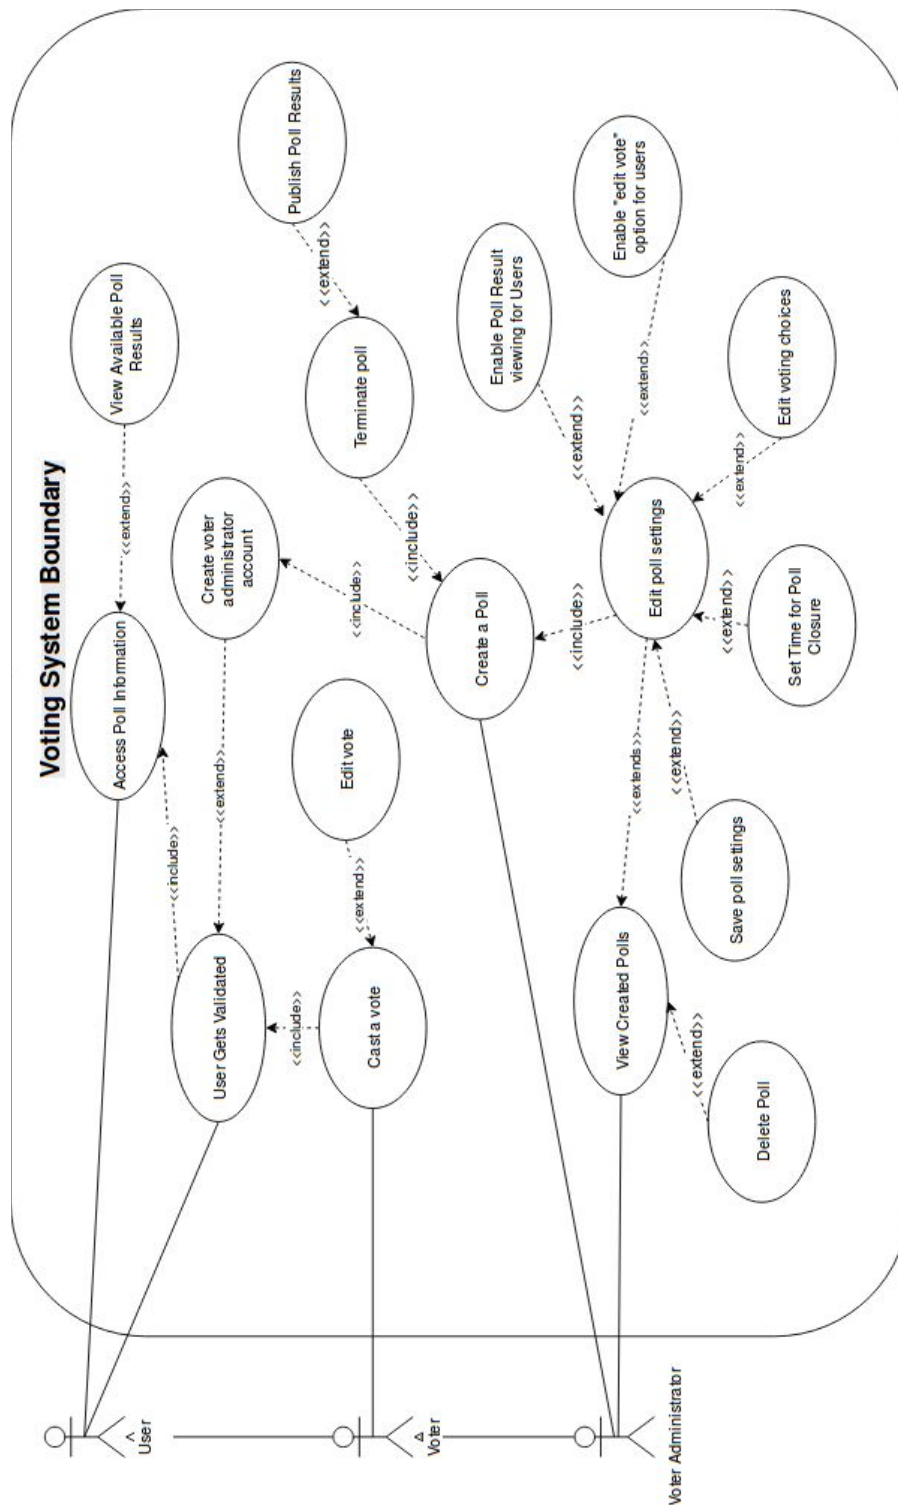 Voting System Boundary
User
Voter
Voter Administrator
Access Poll Information
<<extend>>
View Available Poll
Results
<<include>>
User Gets Validated
<<extend>>
Create voter
administrator
account
<<include>>
Cast a vote
<<extend>>
Edit vote
<<include>>
Create a Poll
<<include>>
Terminate poll
<<extend>>
Publish Poll Results
<<include>>
Edit poll settings
<<extend>>
Enable Poll Result
viewing for Users
<<extend>>
Enable "edit vote"
option for users
<<extend>>
Edit voting choices
<<extend>>
Set Time for Poll
Closure
<<extend>>
Save poll settings
<<extends>>
View Created Polls
<<extend>>
Delete Poll